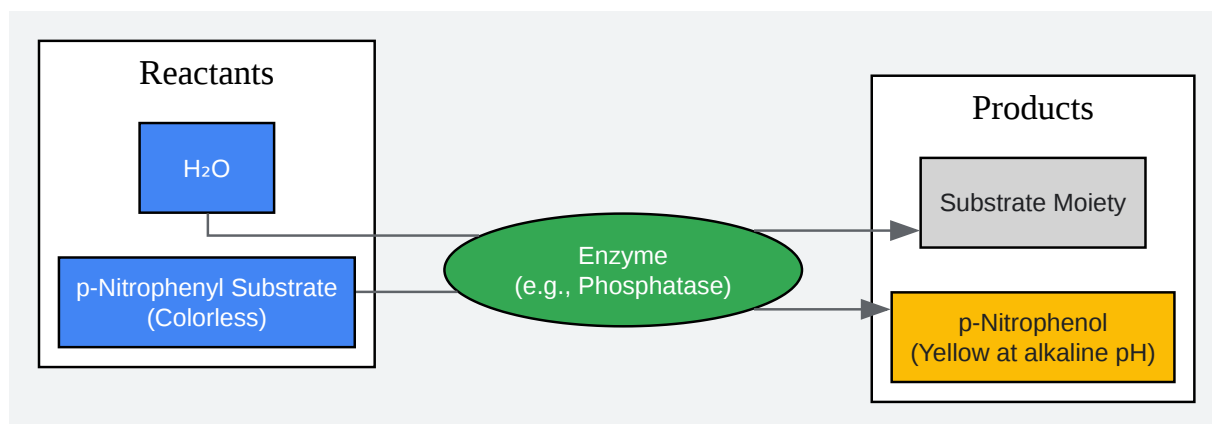 Reactants
H₂O
p-Nitrophenyl Substrate
(Colorless)
Enzyme
(e.g., Phosphatase)
Products
Substrate Moiety
p-Nitrophenol
(Yellow at alkaline pH)